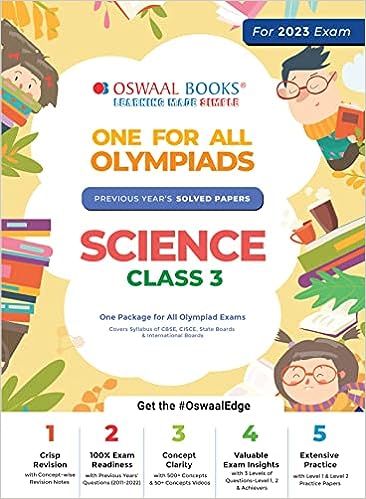 For 2023 Exam
OSWAAL BOOKS®
LEARNING MADE SIMPLE
ONE FOR ALL
OLYMPIADS
PREVIOUS YEAR'S SOLVED PAPERS
SCIENCE
CLASS 3
One Package for All Olympiad Exams
Covers Syllabus of CBSE, CISCE, State Boards
& International Boards
Get the #OswaalEdge
1
Crisp
Revision
with Concept-wise
Revision Notes
2
100% Exam
Readiness
with Previous Years'
Questions (2011-2022)
3
Concept
Clarity
with 500+ Concepts
& 50+ Concepts Videos
4
Valuable
Exam Insights
with 3 Levels of
Questions-Level 1, 2
& Achievers
5
Extensive
Practice
with Level 1 & Level 2
Practice Papers